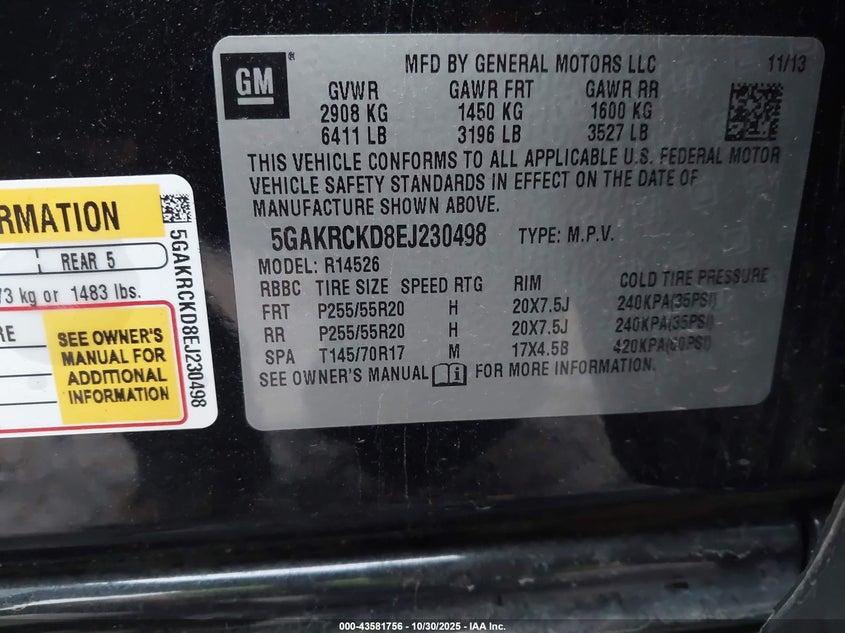 GM
MFD BY GENERAL MOTORS LLC 11/13
GVWR GAWR FRT GAWR RR
2908 KG 1450 KG 1600 KG
6411 LB 3196 LB 3527 LB
THIS VEHICLE CONFORMS TO ALL APPLICABLE U.S. FEDERAL MOTOR
VEHICLE SAFETY STANDARDS IN EFFECT ON THE DATE OF
MANUFACTURE SHOWN ABOVE.
5GAKRCKD8EJ230498 TYPE: M.P.V.
MODEL: R14526
RBBC TIRE SIZE SPEED RTG RIM COLD TIRE PRESSURE
FRT P255/55R20 H 20X7.5J 240KPA(35PSI)
RR P255/55R20 H 20X7.5J 240KPA(35PSI)
SPA T145/70R17 M 17X4.5B 420KPA(60PSI)
SEE OWNER'S MANUAL FOR MORE INFORMATION.
RMATION
REAR 5
73 kg or 1483 lbs.
RE
SEE OWNER'S
MANUAL FOR
ADDITIONAL
INFORMATION
5GAKRCKD8EJ230498
000-43581756 - 10/30/2025 - IAA Inc.